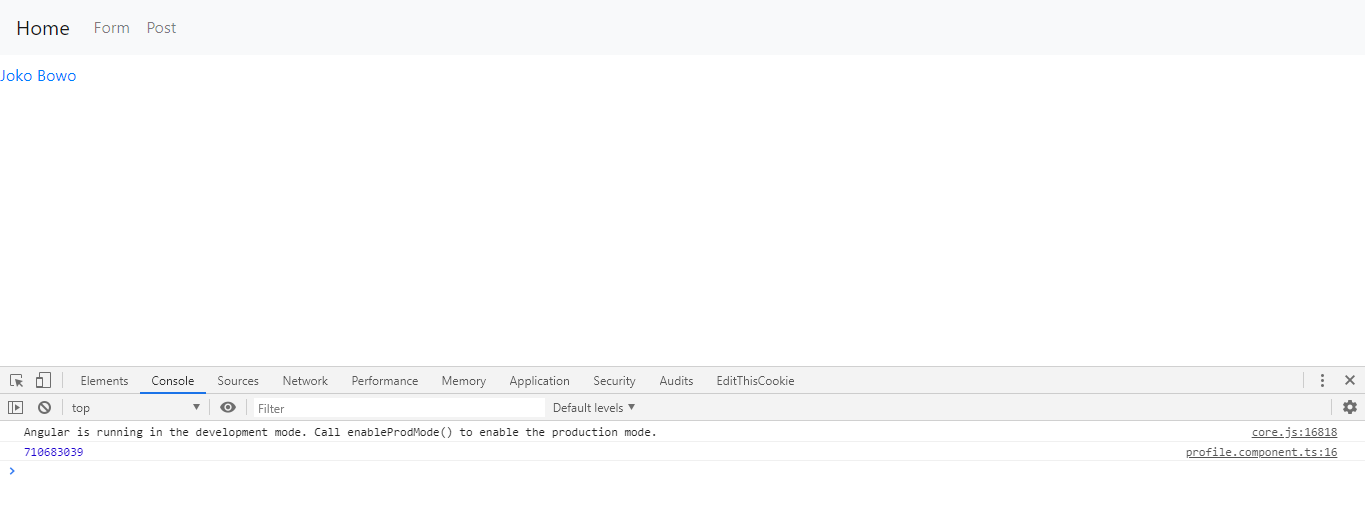 Home Form Post
Joko Bowo
Elements Console Sources Network Performance Memory Application Security Audits EditThisCookie
top Filter Default levels
Angular is running in the development mode. Call enableProdMode() to enable the production mode. core.js:16818
710683039 profile.component.ts:16